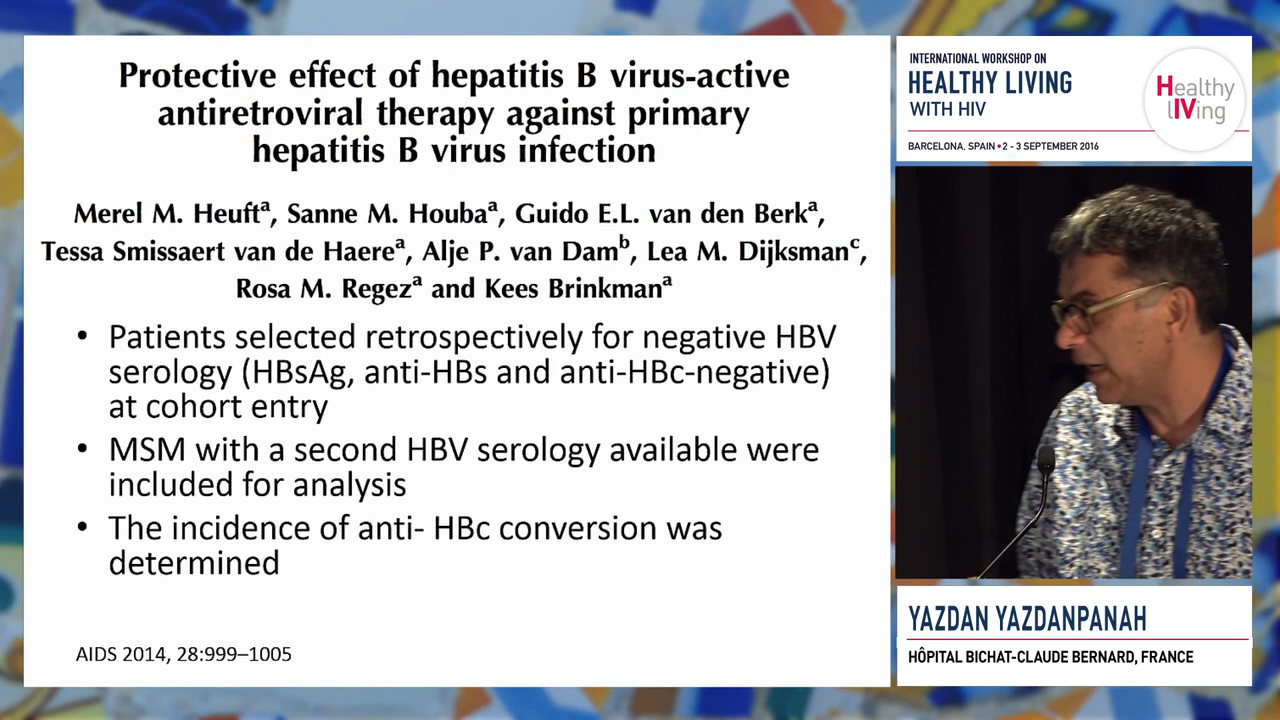 Protective effect of hepatitis B virus-active
antiretroviral therapy against primary
hepatitis B virus infection
Merel M. Heuftᵃ, Sanne M. Houbaᵃ, Guido E.L. van den Berkᵃ,
Tessa Smissaert van de Haereᵃ, Alje P. van Damᵇ, Lea M. Dijksmanᶜ,
Rosa M. Regezᵃ and Kees Brinkmanᵃ
• Patients selected retrospectively for negative HBV
serology (HBsAg, anti-HBs and anti-HBc-negative)
at cohort entry
• MSM with a second HBV serology available were
included for analysis
• The incidence of anti- HBc conversion was
determined
AIDS 2014, 28:999–1005
INTERNATIONAL WORKSHOP ON
HEALTHY LIVING
WITH HIV
BARCELONA, SPAIN • 2 - 3 SEPTEMBER 2016
Healthy
lIVing
YAZDAN YAZDANPANAH
HÔPITAL BICHAT-CLAUDE BERNARD, FRANCE